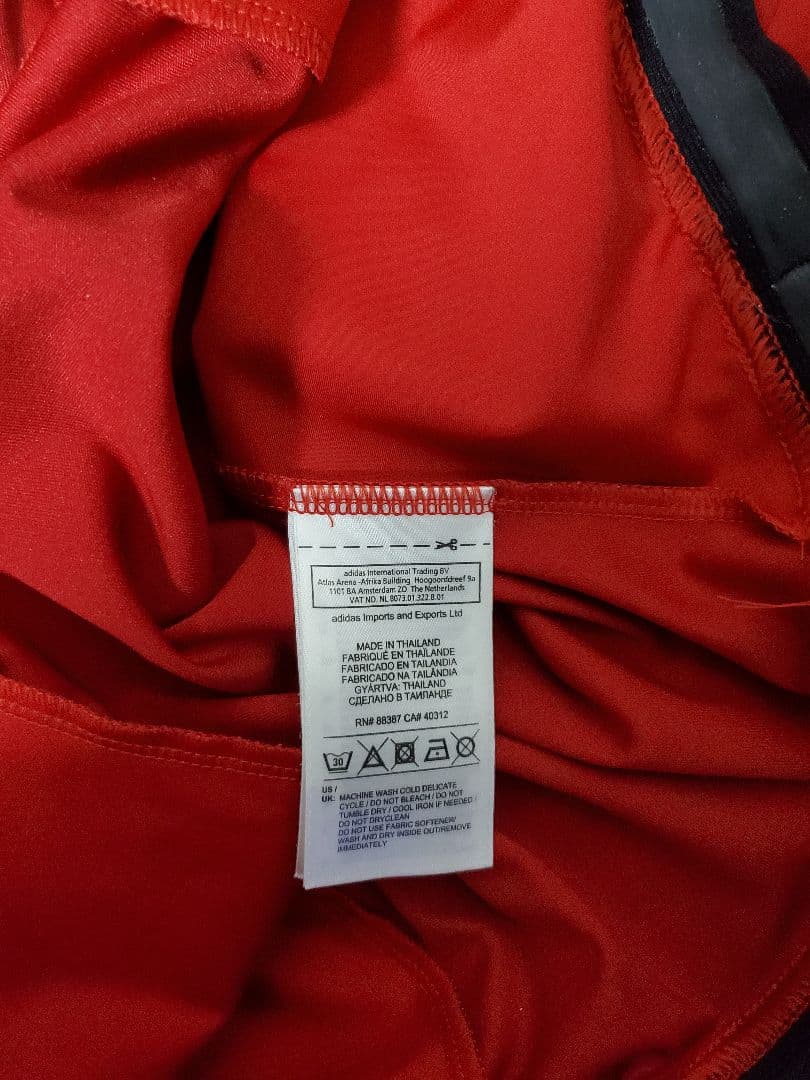 adidas International Trading BV
Atlas Arena -Afrika Building Hoogoorddreef 9a
1101 BA Amsterdam ZO The Netherlands
VAT NO. NL 8073.01.322.B.01
adidas Imports and Exports Ltd
MADE IN THAILAND
FABRIQUÉ EN THAÏLANDE
FABRICADO EN TAILANDIA
FABRICADO NA TAILÂNDIA
GYÁRTVA: THAILAND
СДЕЛАНО В ТАИЛАНДЕ
RN# 88387 CA# 40312
30
US /
UK: MACHINE WASH COLD DELICATE
CYCLE / DO NOT BLEACH / DO NOT
TUMBLE DRY / COOL IRON IF NEEDED /
DO NOT DRYCLEAN
DO NOT USE FABRIC SOFTENER/
WASH AND DRY INSIDE OUT/REMOVE
IMMEDIATELY